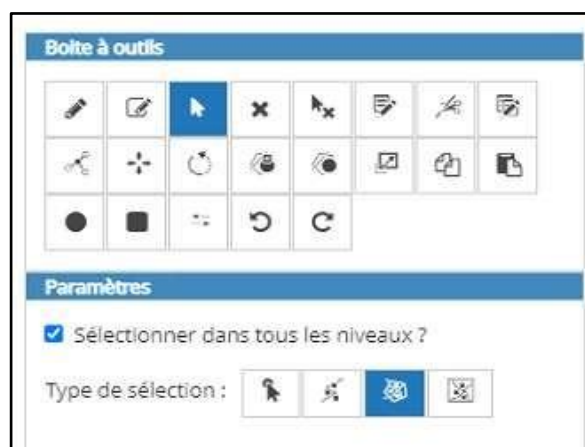 Boite à outils
Paramètres
Sélectionner dans tous les niveaux ?
Type de sélection :